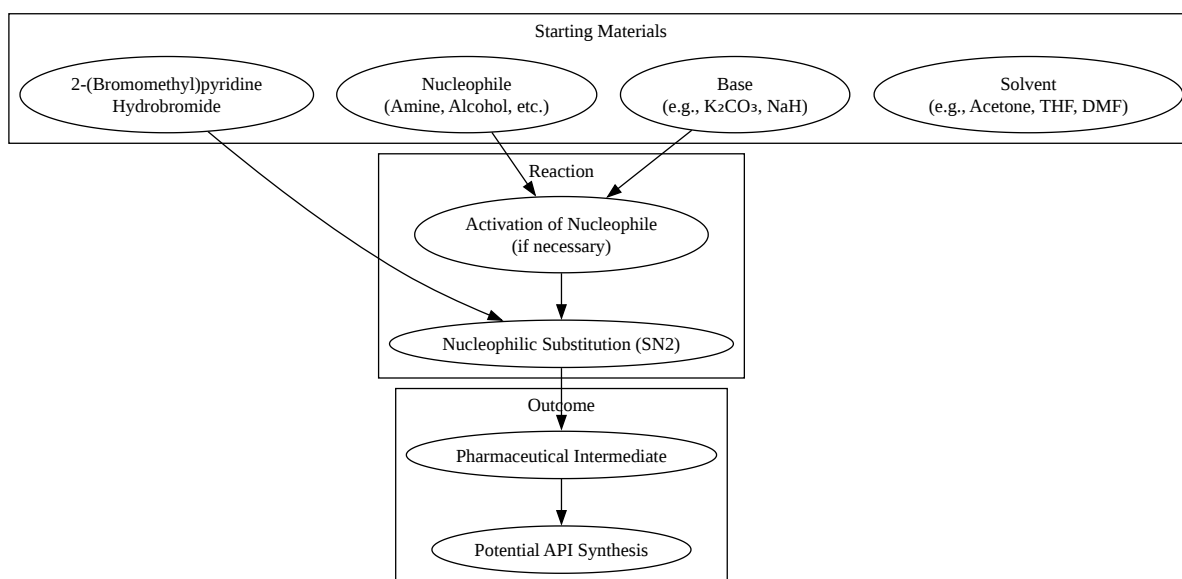 Starting Materials
2-(Bromomethyl)pyridine
Hydrobromide
Nucleophile
(Amine, Alcohol, etc.)
Base
(e.g., K₂CO₃, NaH)
Solvent
(e.g., Acetone, THF, DMF)
Reaction
Activation of Nucleophile
(if necessary)
Nucleophilic Substitution (SN2)
Outcome
Pharmaceutical Intermediate
Potential API Synthesis